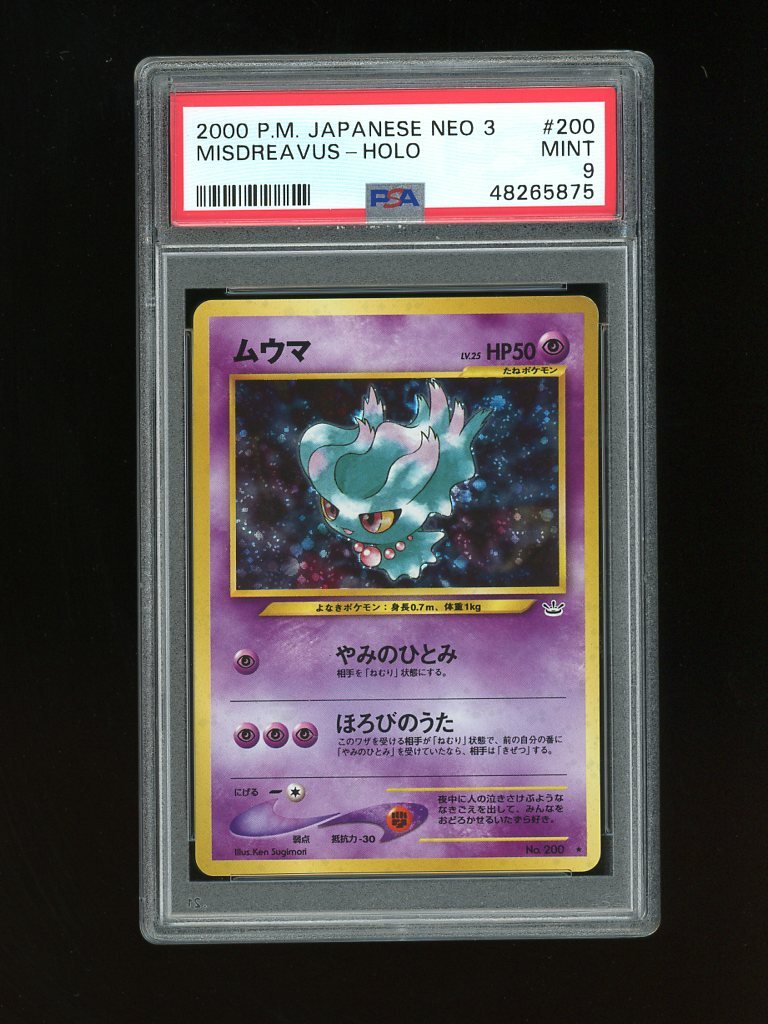 2000 P.M. JAPANESE NEO 3 #200
MISDREAVUS - HOLO MINT
9
PSA 48265875
ムウマ LV.25 HP50
たねポケモン
よなきポケモン：身長0.7m、体重1kg
やみのひとみ
相手を「ねむり」状態にする。
ほろびのうた
このワザを受ける相手が「ねむり」状態で、前の自分の番に
「やみのひとみ」を受けていたなら、相手は「きぜつ」する。
にげる
夜中に人の泣きさけぶような
なきごえを出して、みんなを
おどろかせるいたずら好き。
弱点 抵抗力 -30
Illus. Ken Sugimori No. 200 ★
21